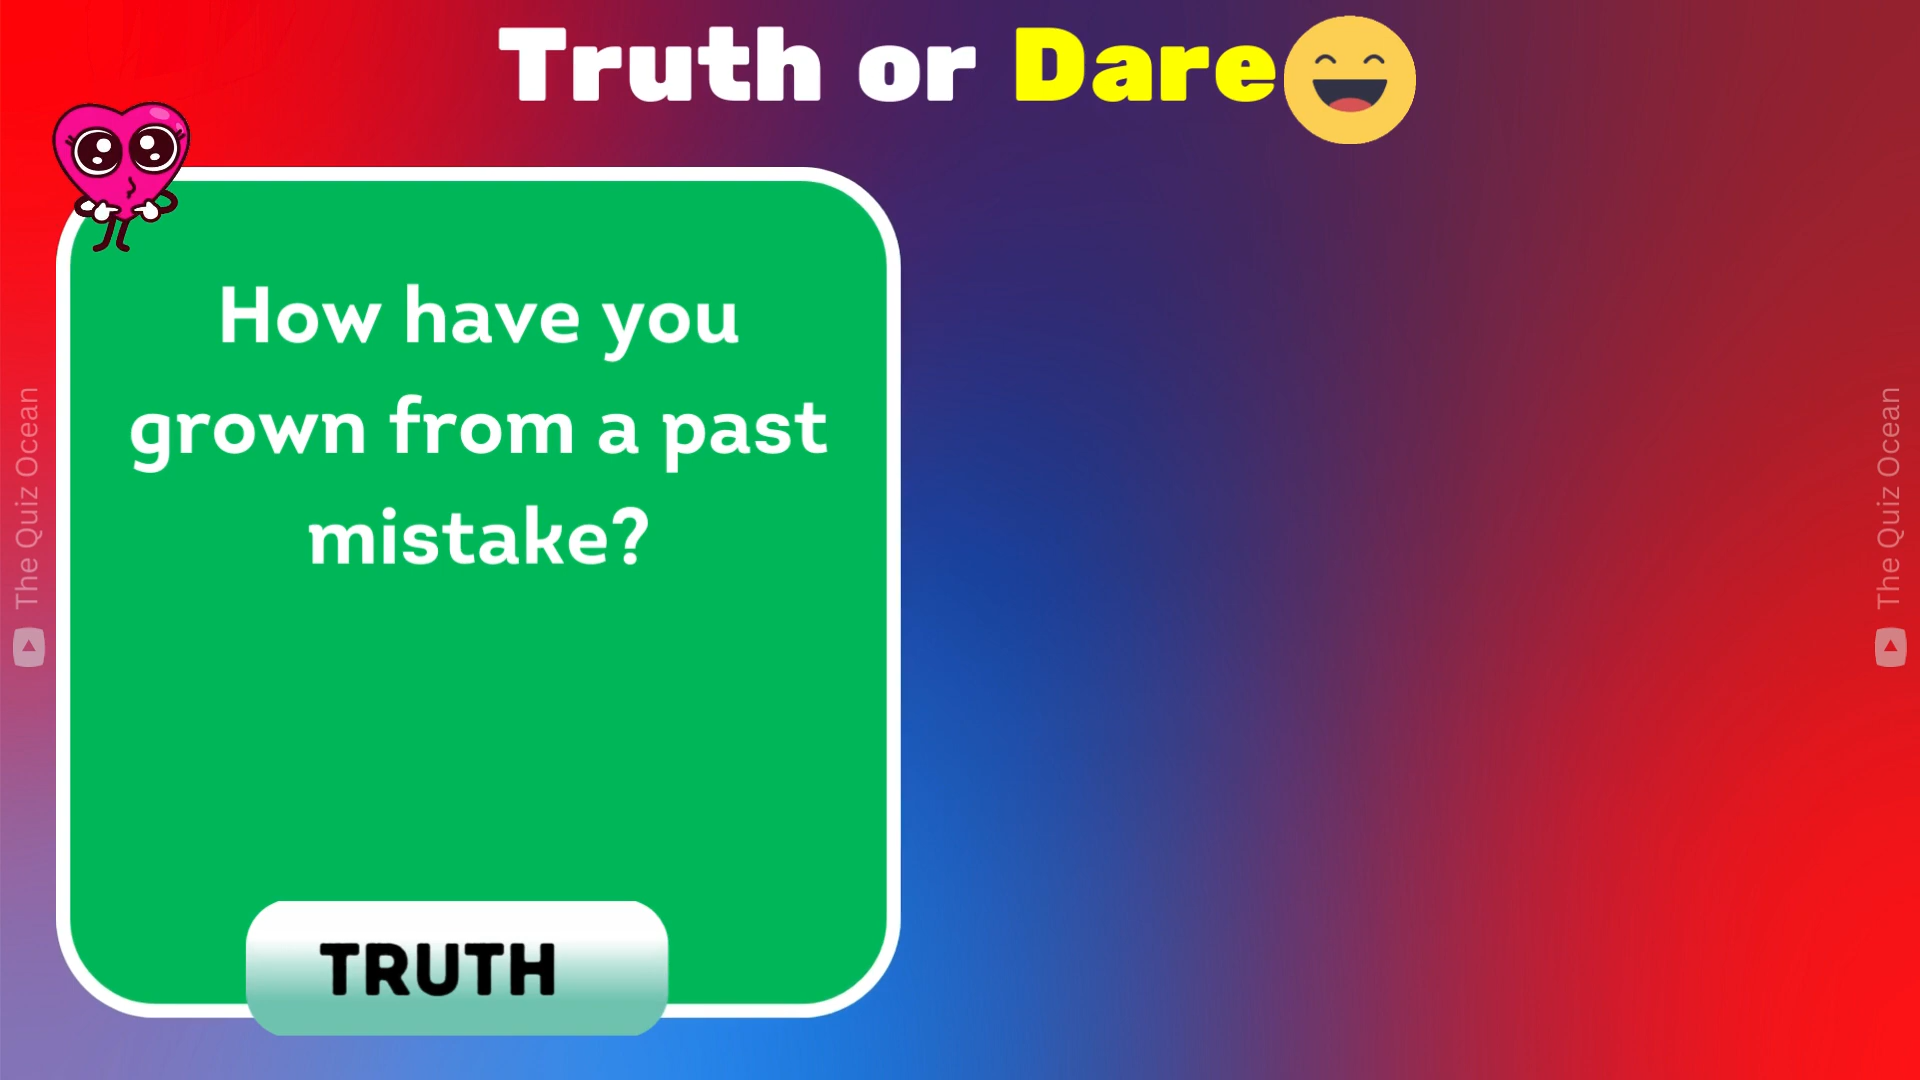 Truth or Dare
How have you
grown from a past
mistake?
TRUTH
The Quiz Ocean
The Quiz Ocean